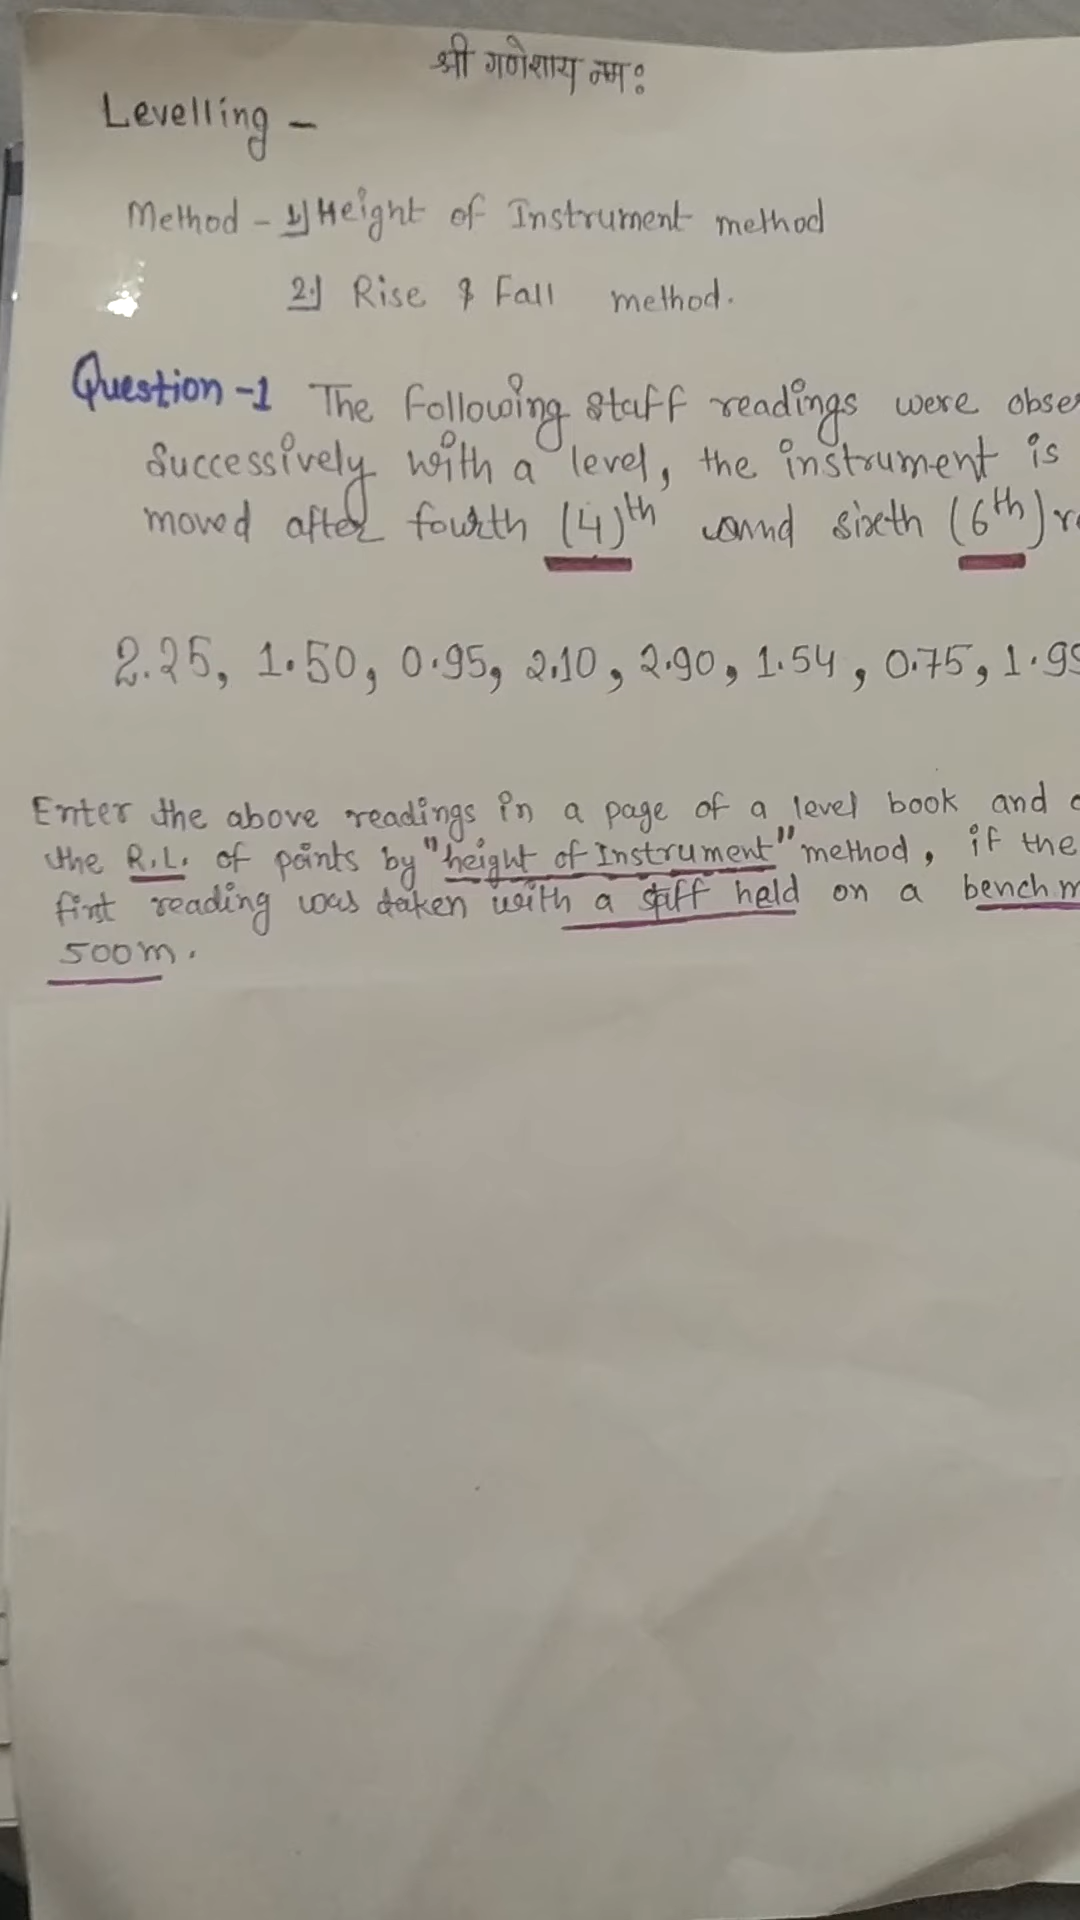 श्री गणेशाय नमः
Levelling -
Method - 1) Height of Instrument method
2.) Rise & Fall method.
Question -1 The following staff readings were obse
Successively with a level, the instrument is
moved after fourth (4)th and sixth (6th) r
2.25, 1.50, 0.95, 2.10, 2.90, 1.54, 0.75, 1.9
Enter the above readings in a page of a level book and
the R.L. of points by "height of Instrument" method, if the
first reading was taken with a stff held on a benchm
500m.